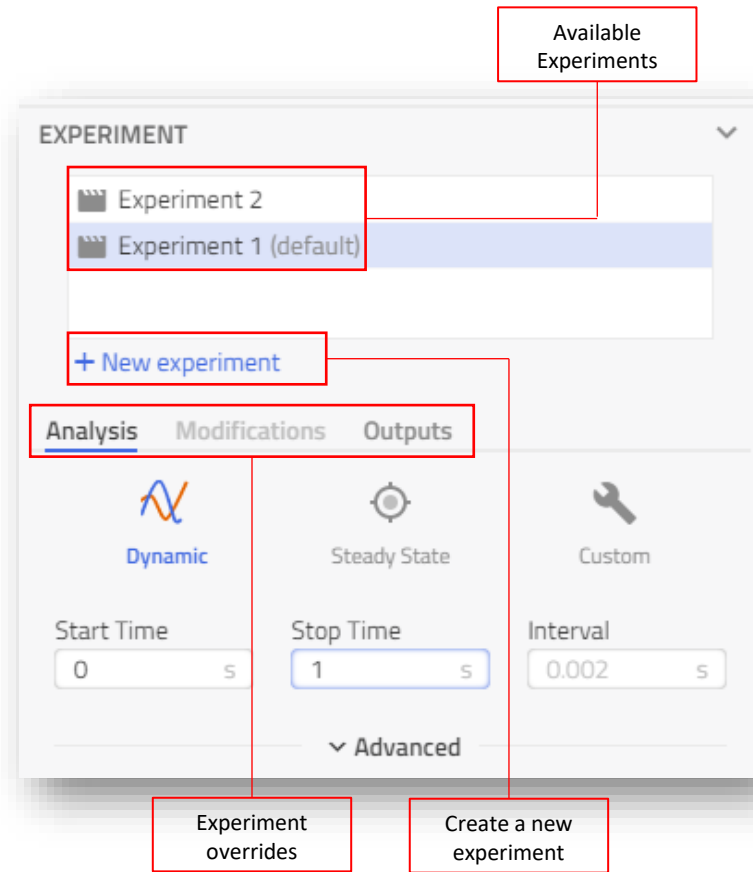 Available
Experiments
EXPERIMENT
Experiment 2
Experiment 1 (default)
+ New experiment
Analysis Modifications Outputs
Dynamic Steady State Custom
Start Time Stop Time Interval
0 s 1 s 0.002 s
Advanced
Experiment
overrides
Create a new
experiment